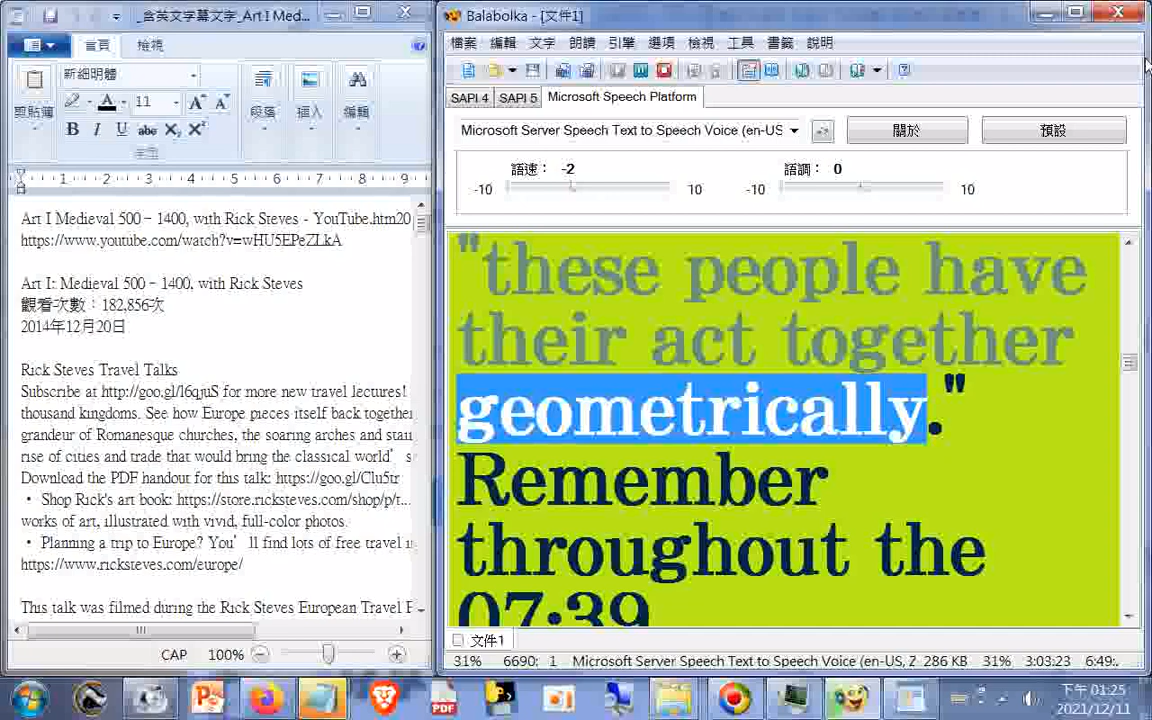 _含英文字幕文字_Art I Med...
首頁
檢視
新細明體
11
剪貼簿
段落
插入
編輯
B I U abc X₂ X²
字型
1 2 3 4 5 6 7 8 9
Art I Medieval 500 – 1400, with Rick Steves - YouTube.htm20
https://www.youtube.com/watch?v=wHU5EPeZLkA
Art I: Medieval 500 – 1400, with Rick Steves
觀看次數：182,856次
2014年12月20日
Rick Steves Travel Talks
Subscribe at http://goo.gl/l6qjuS for more new travel lectures!
thousand kingdoms. See how Europe pieces itself back together
grandeur of Romanesque churches, the soaring arches and stain
rise of cities and trade that would bring the classical world's
Download the PDF handout for this talk: https://goo.gl/Clu5tr
• Shop Rick's art book: https://store.ricksteves.com/shop/p/t...
works of art, illustrated with vivid, full-color photos.
• Planning a trip to Europe? You'll find lots of free travel i
https://www.ricksteves.com/europe/
This talk was filmed during the Rick Steves European Travel F
CAP 100%
Balabolka - [文件1]
檔案 編輯 文字 朗讀 引擎 選項 檢視 工具 書籤 說明
SAPI 4 SAPI 5 Microsoft Speech Platform
Microsoft Server Speech Text to Speech Voice (en-US
關於
預設
語速： -2
語調： 0
-10 10 -10 10
"these people have
their act together
geometrically."
Remember
throughout the
07:39
文件1
31% 6690: 1 Microsoft Server Speech Text to Speech Voice (en-US, Z 286 KB 31% 3:03:23 6:49:.
PDF
下午 01:25
2021/12/11